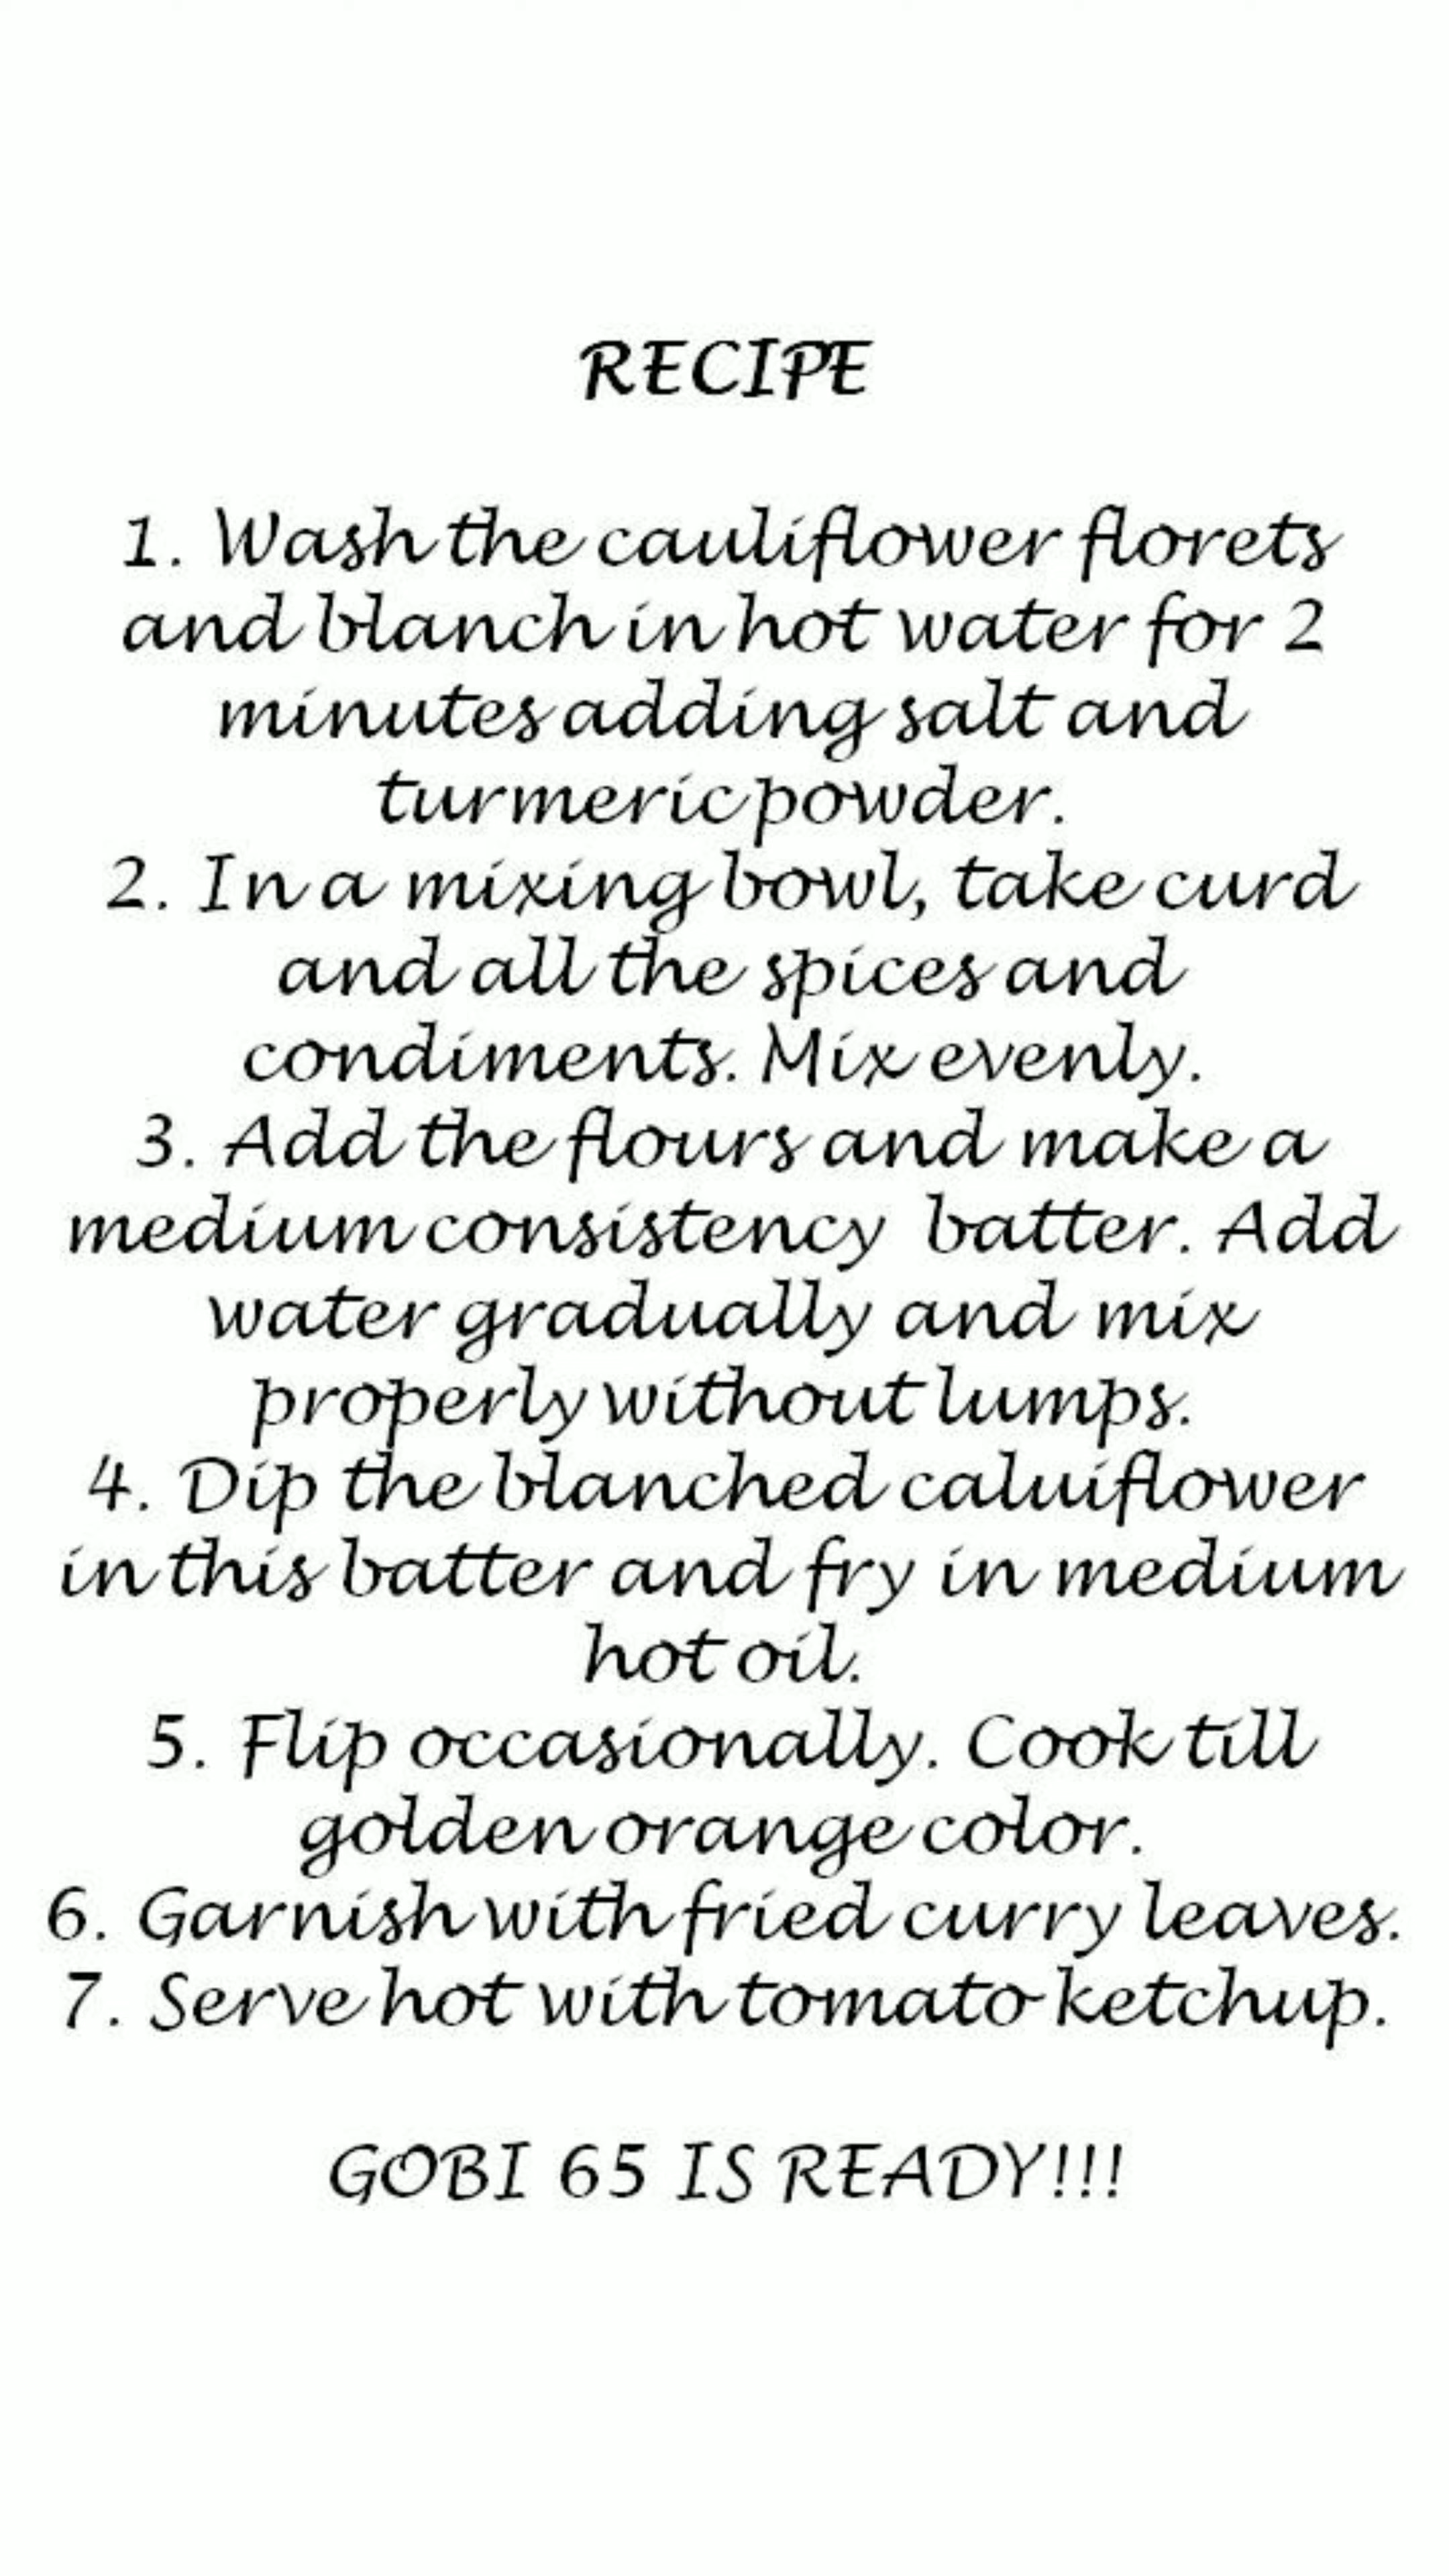 RECIPE
1. Wash the cauliflower florets
and blanch in hot water for 2
minutes adding salt and
turmeric powder.
2. In a mixing bowl, take curd
and all the spices and
condiments. Mix evenly.
3. Add the flours and make a
medium consistency batter. Add
water gradually and mix
properly without lumps.
4. Dip the blanched caluiflower
in this batter and fry in medium
hot oil.
5. Flip occasionally. Cook till
golden orange color.
6. Garnish with fried curry leaves.
7. Serve hot with tomato ketchup.
GOBI 65 IS READY!!!